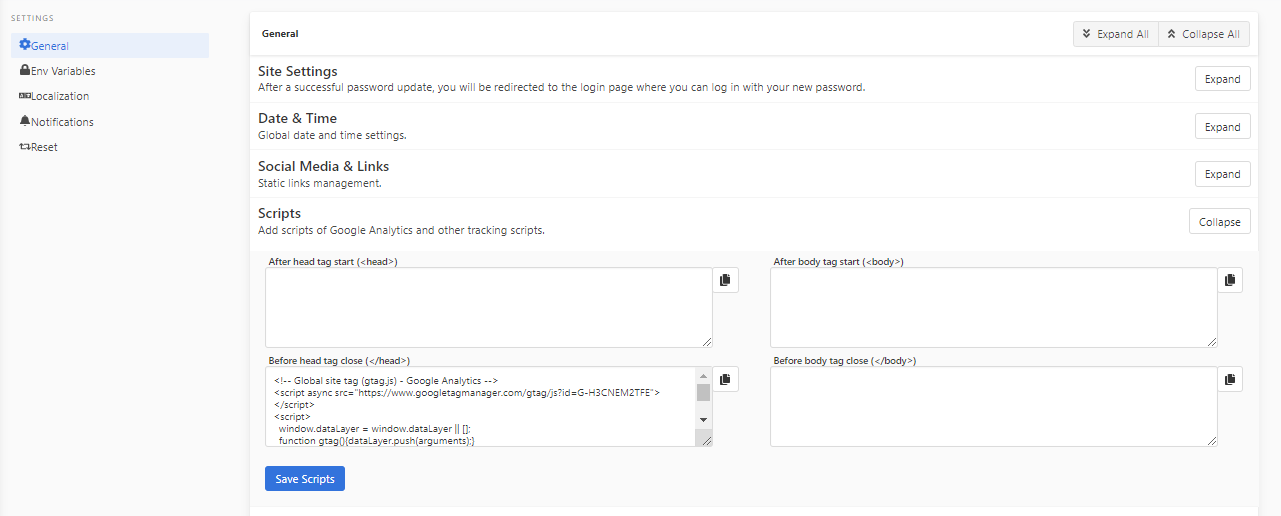 SETTINGS
General
Env Variables
Localization
Notifications
Reset
General
Expand All
Collapse All
Site Settings
After a successful password update, you will be redirected to the login page where you can log in with your new password.
Expand
Date & Time
Global date and time settings.
Expand
Social Media & Links
Static links management.
Expand
Scripts
Add scripts of Google Analytics and other tracking scripts.
Collapse
After head tag start (<head>)
After body tag start (<body>)
Before head tag close (</head>)
<!-- Global site tag (gtag.js) - Google Analytics -->
<script async src="https://www.googletagmanager.com/gtag/js?id=G-H3CNEM2TFE">
</script>
<script>
window.dataLayer = window.dataLayer || [];
function gtag(){dataLayer.push(arguments);}
Before body tag close (</body>)
Save Scripts